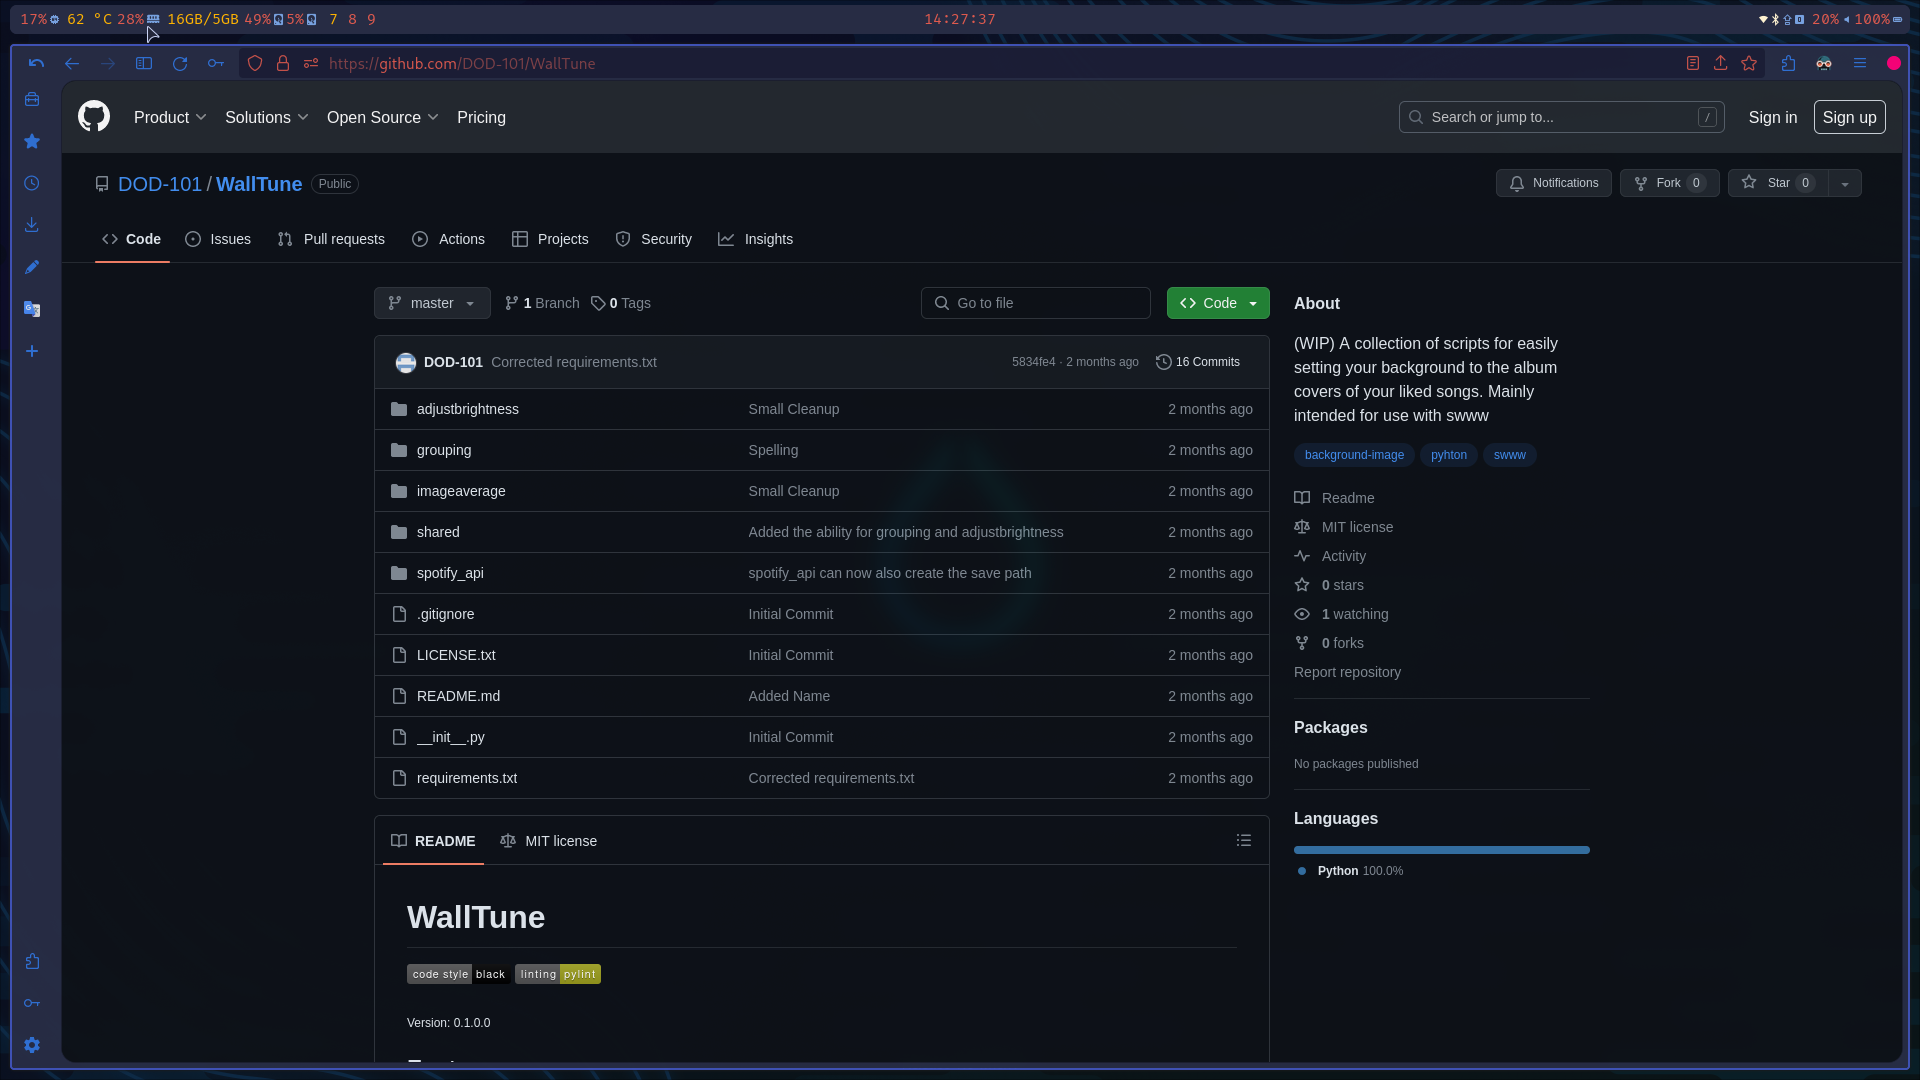 17% 62 °C 28% 16GB/5GB 49% 5% 7 8 9 14:27:37 20% 100%
https://github.com/DOD-101/WallTune
Product Solutions Open Source Pricing Search or jump to... / Sign in Sign up
DOD-101/WallTune Public Notifications Fork 0 Star 0
Code Issues Pull requests Actions Projects Security Insights
master 1 Branch 0 Tags Go to file Code
DOD-101 Corrected requirements.txt 5834fe4 · 2 months ago 16 Commits
adjustbrightness Small Cleanup 2 months ago
grouping Spelling 2 months ago
imageaverage Small Cleanup 2 months ago
shared Added the ability for grouping and adjustbrightness 2 months ago
spotify_api spotify_api can now also create the save path 2 months ago
.gitignore Initial Commit 2 months ago
LICENSE.txt Initial Commit 2 months ago
README.md Added Name 2 months ago
__init__.py Initial Commit 2 months ago
requirements.txt Corrected requirements.txt 2 months ago
README MIT license
WallTune
code style black linting pylint
Version: 0.1.0.0
About
(WIP) A collection of scripts for easily
setting your background to the album
covers of your liked songs. Mainly
intended for use with swww
background-image pyhton swww
Readme
MIT license
Activity
0 stars
1 watching
0 forks
Report repository
Packages
No packages published
Languages
Python 100.0%